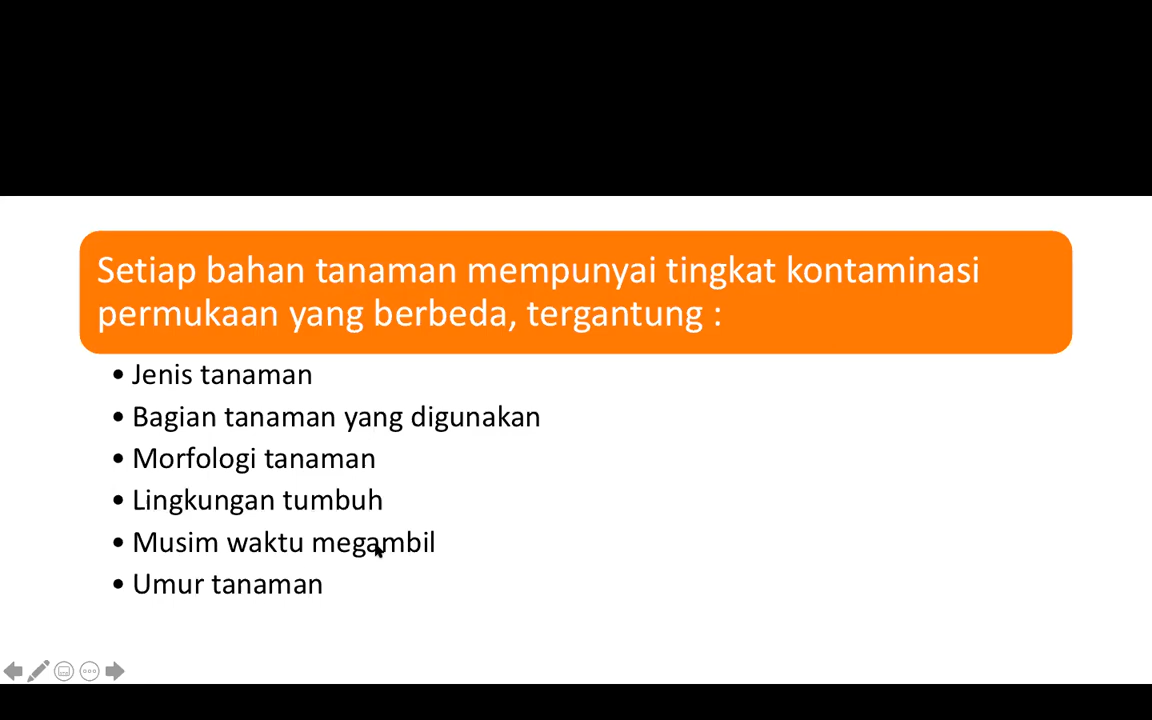 Setiap bahan tanaman mempunyai tingkat kontaminasi
permukaan yang berbeda, tergantung :
• Jenis tanaman
• Bagian tanaman yang digunakan
• Morfologi tanaman
• Lingkungan tumbuh
• Musim waktu megambil
• Umur tanaman